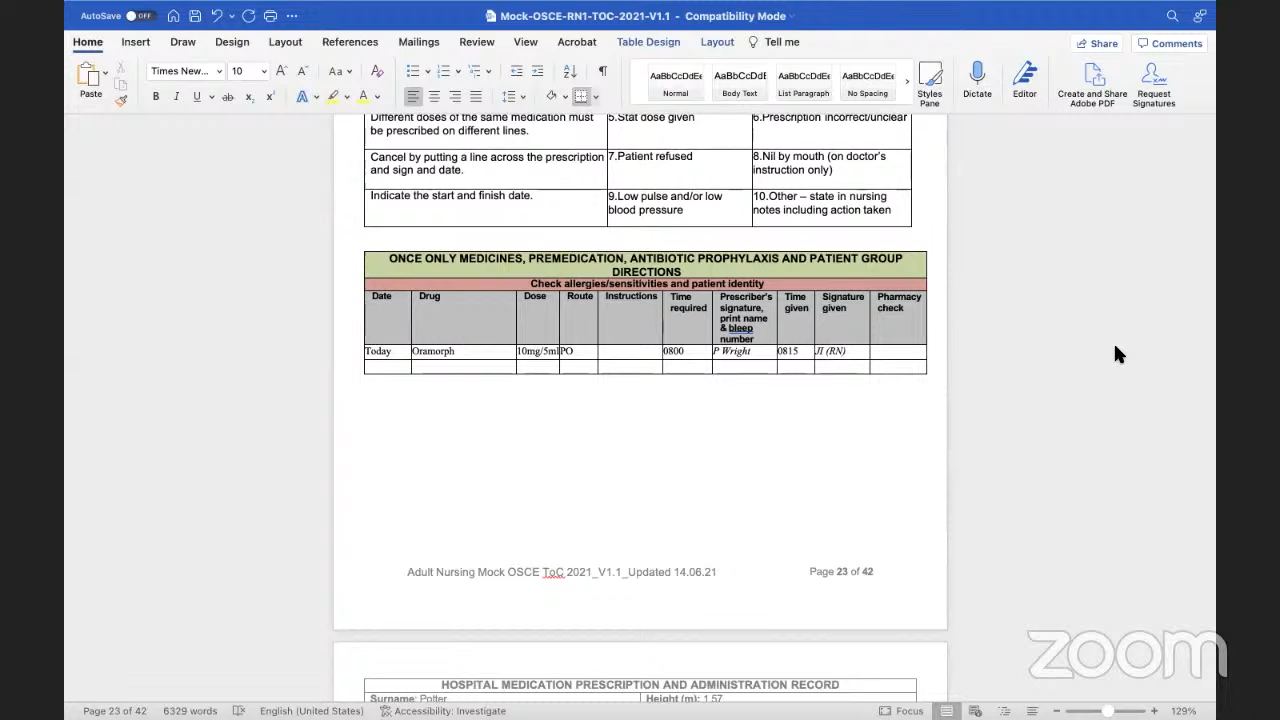 AutoSave OFF
Mock-OSCE-RN1-TOC-2021-V1.1 - Compatibility Mode
Home Insert Draw Design Layout References Mailings Review View Acrobat Table Design Layout Tell me
Share Comments
Paste
Times New... 10
AaBbCcDdEe AaBbCcDdE AaBbCcDdEe AaBbCcDdEe
Normal Body Text List Paragraph No Spacing
Styles Pane
Dictate
Editor
Create and Share Adobe PDF
Request Signatures
Different doses of the same medication must
be prescribed on different lines.
5.Stat dose given
6.Prescription incorrect/unclear
Cancel by putting a line across the prescription
and sign and date.
7.Patient refused
8.Nil by mouth (on doctor's
instruction only)
Indicate the start and finish date.
9.Low pulse and/or low
blood pressure
10.Other – state in nursing
notes including action taken
ONCE ONLY MEDICINES, PREMEDICATION, ANTIBIOTIC PROPHYLAXIS AND PATIENT GROUP
DIRECTIONS
Check allergies/sensitivities and patient identity
Date
Drug
Dose
Route
Instructions
Time
required
Prescriber's
signature,
print name
& bleep
number
Time
given
Signature
given
Pharmacy
check
Today Oramorph 10mg/5ml PO 0800 P Wright 0815 JI (RN)
Adult Nursing Mock OSCE ToC 2021_V1.1_Updated 14.06.21 Page 23 of 42
zoom
HOSPITAL MEDICATION PRESCRIPTION AND ADMINISTRATION RECORD
Surname: Potter Height (m): 1.57
Page 23 of 42 6329 words English (United States) Accessibility: Investigate Focus 129%